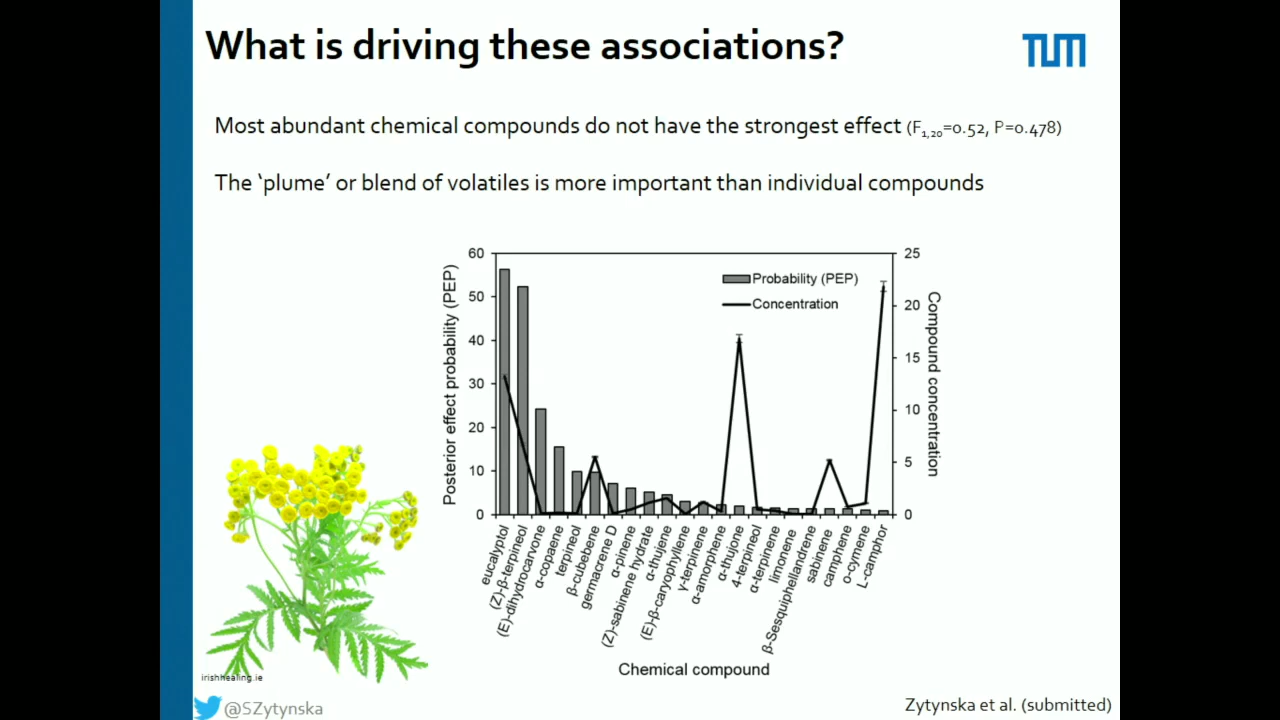 What is driving these associations?
TUM
Most abundant chemical compounds do not have the strongest effect (F1,20=0.52, P=0.478)
The ‘plume’ or blend of volatiles is more important than individual compounds
Posterior effect probability (PEP)
60
50
40
30
20
10
0
Probability (PEP)
Concentration
25
20
15
10
5
0
Compound concentration
eucalyptol
(Z)-β-terpineol
(E)-dihydrocarvone
α-copaene
terpineol
β-cubebene
germacrene D
α-pinene
(Z)-sabinene hydrate
α-thujene
(E)-β-caryophyllene
γ-terpinene
α-amorphene
α-thujone
4-terpineol
α-terpinene
limonene
β-Sesquiphellandrene
sabinene
camphene
o-cymene
L-camphor
Chemical compound
irishhealing.ie
@SZytynska
Zytynska et al. (submitted)